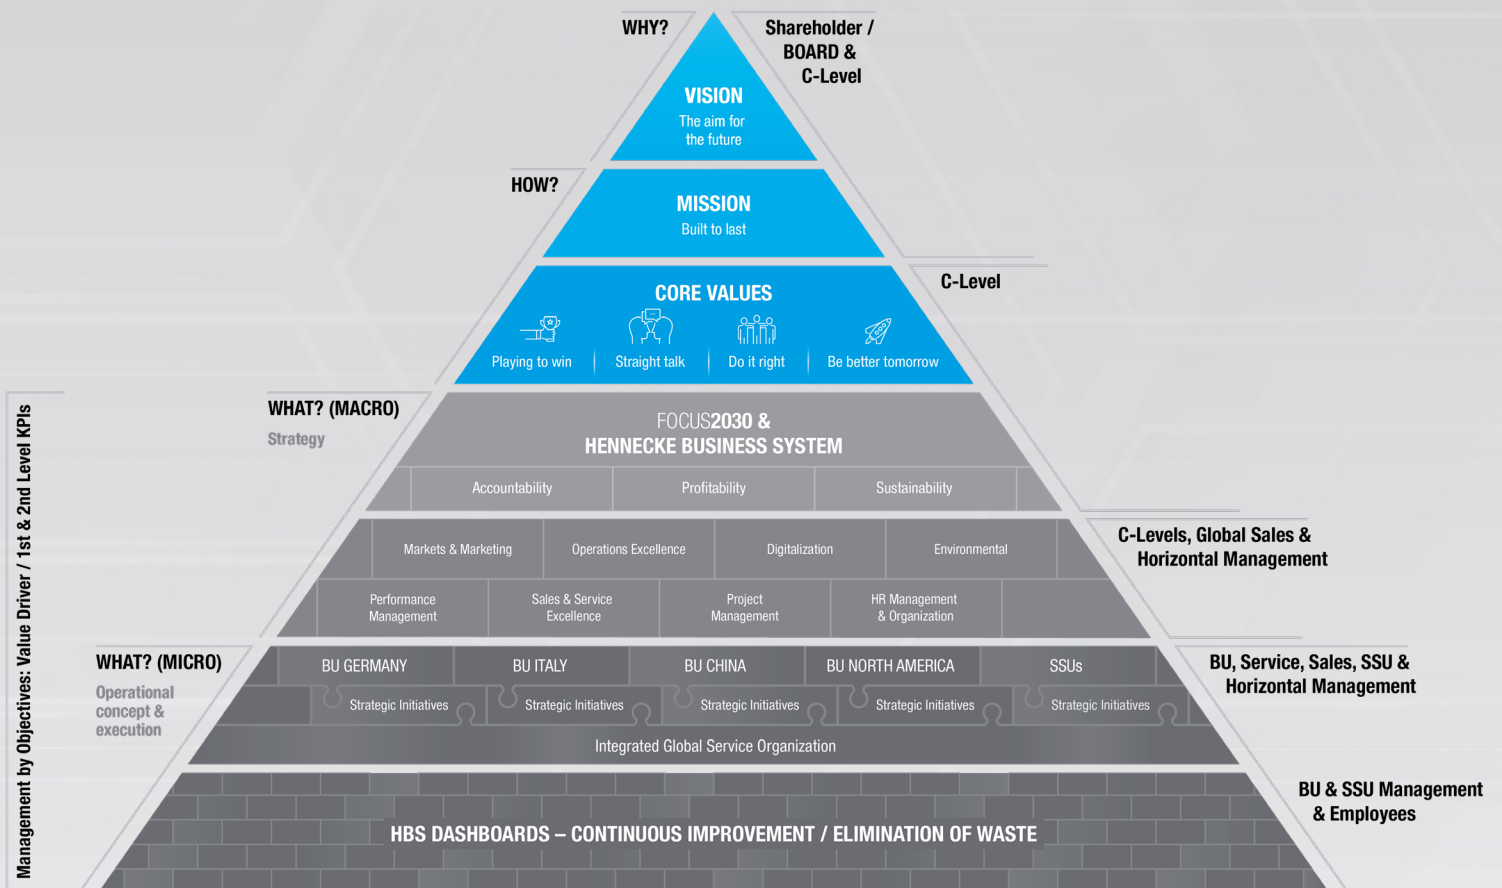 WHY?
Shareholder /
BOARD &
C-Level
VISION
The aim for
the future
HOW?
MISSION
Built to last
C-Level
CORE VALUES
Playing to win
Straight talk
Do it right
Be better tomorrow
WHAT? (MACRO)
Strategy
FOCUS2030 &
HENNECKE BUSINESS SYSTEM
Accountability
Profitability
Sustainability
C-Levels, Global Sales &
Horizontal Management
Markets & Marketing
Operations Excellence
Digitalization
Environmental
Performance
Management
Sales & Service
Excellence
Project
Management
HR Management
& Organization
WHAT? (MICRO)
Operational
concept &
execution
BU GERMANY
BU ITALY
BU CHINA
BU NORTH AMERICA
SSUs
BU, Service, Sales, SSU &
Horizontal Management
Strategic Initiatives
Strategic Initiatives
Strategic Initiatives
Strategic Initiatives
Strategic Initiatives
Integrated Global Service Organization
BU & SSU Management
& Employees
HBS DASHBOARDS – CONTINUOUS IMPROVEMENT / ELIMINATION OF WASTE
Management by Objectives: Value Driver / 1st & 2nd Level KPIs